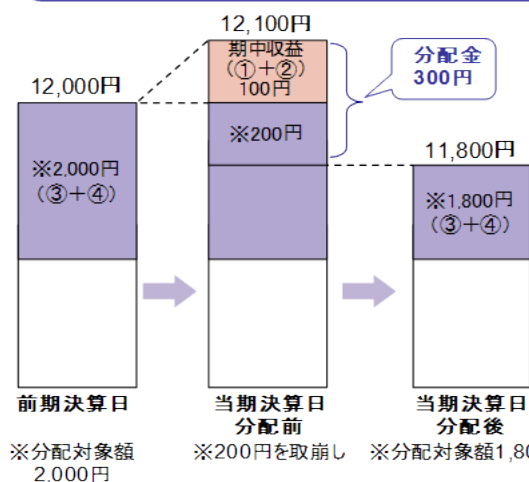 12,100円
期中収益
(①+②)
100円
分配金
300円
12,000円
※200円
11,800円
※2,000円
(③+④)
※1,800円
(③+④)
前期決算日
当期決算日
分配前
当期決算日
分配後
※分配対象額
2,000円
※200円を取崩し
※分配対象額1,80